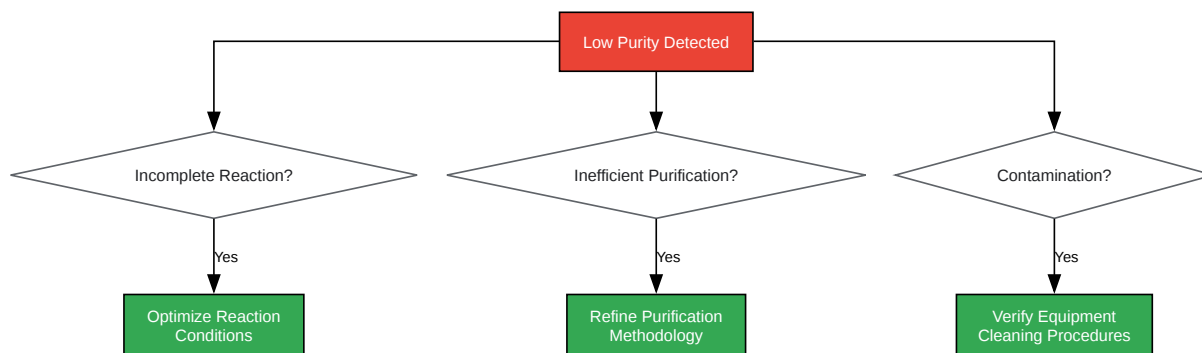 Low Purity Detected
Incomplete Reaction?
Inefficient Purification?
Contamination?
Yes
Yes
Yes
Optimize Reaction
Conditions
Refine Purification
Methodology
Verify Equipment
Cleaning Procedures